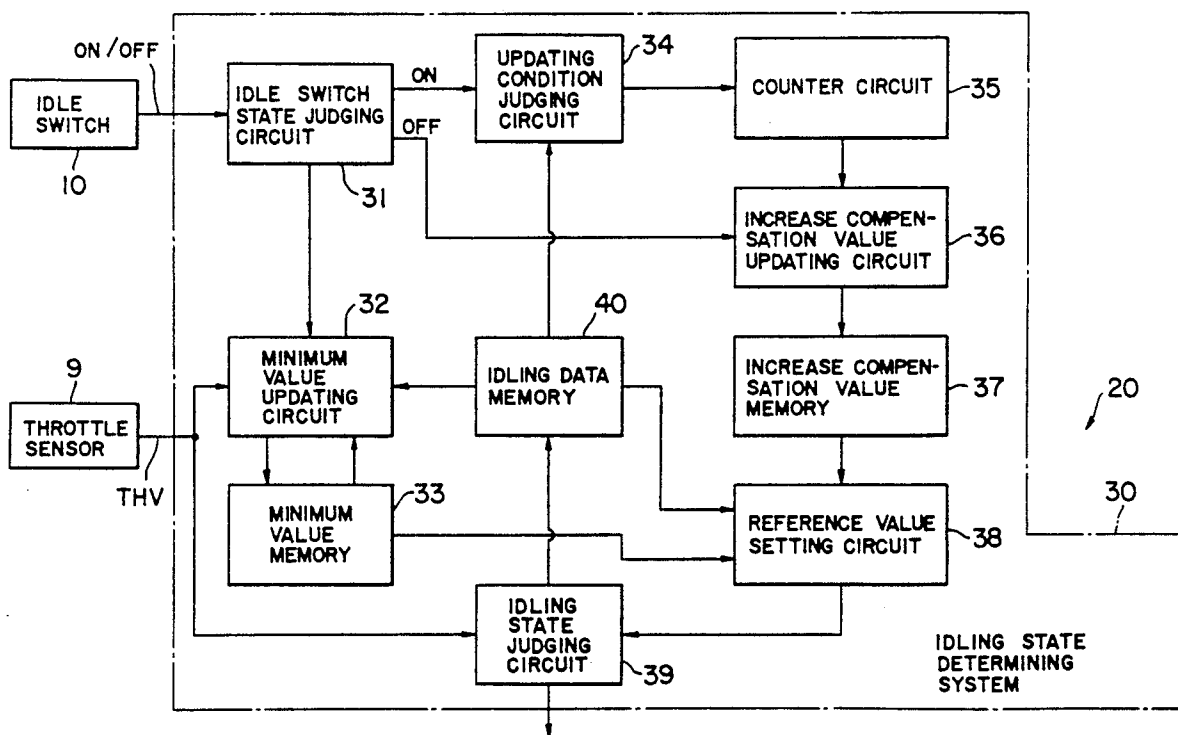 ON/OFF
IDLE
SWITCH
10
IDLE SWITCH
STATE JUDGING
CIRCUIT
31
ON
OFF
UPDATING
CONDITION
JUDGING
CIRCUIT
34
COUNTER CIRCUIT
35
INCREASE COMPEN-
SATION VALUE
UPDATING CIRCUIT
36
32
MINIMUM
VALUE
UPDATING
CIRCUIT
40
IDLING DATA
MEMORY
INCREASE COMPEN-
SATION VALUE
MEMORY
37
9
THROTTLE
SENSOR
THV
20
33
MINIMUM
VALUE
MEMORY
REFERENCE VALUE
SETTING CIRCUIT
38
30
IDLING
STATE
JUDGING
CIRCUIT
39
IDLING STATE
DETERMINING
SYSTEM